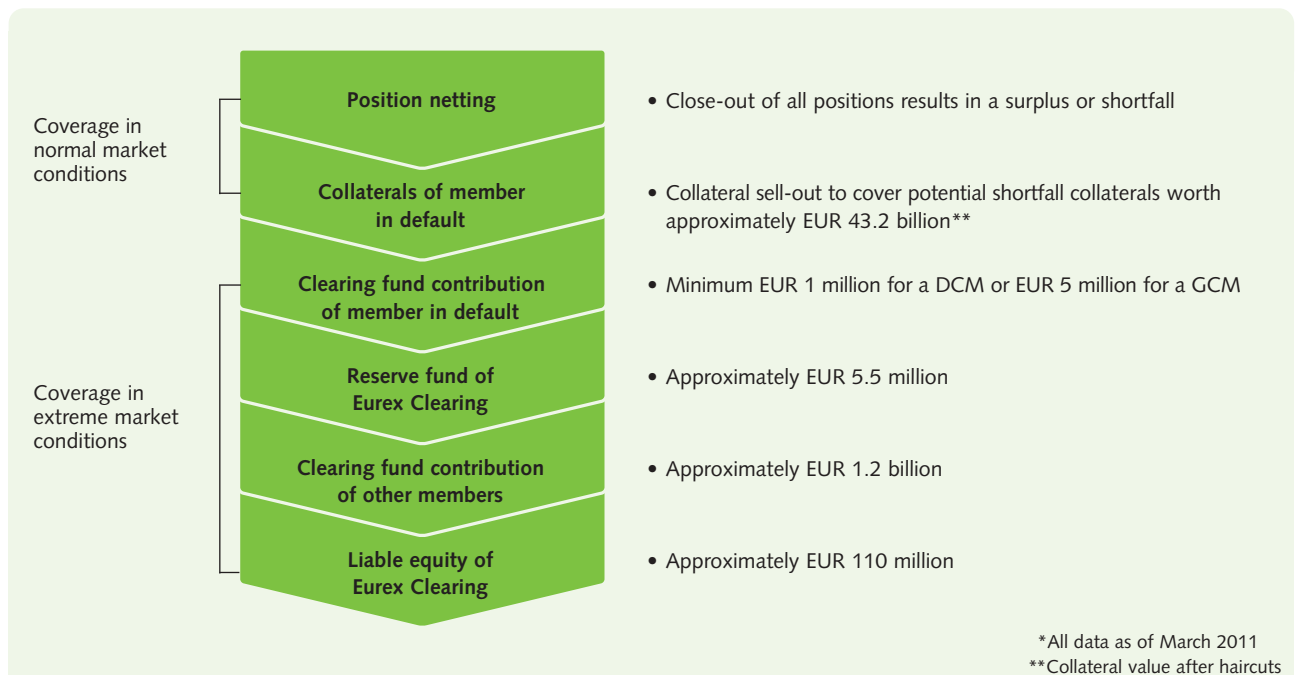 Coverage in
normal market
conditions
Position netting
• Close-out of all positions results in a surplus or shortfall
Collaterals of member
in default
• Collateral sell-out to cover potential shortfall collaterals worth
approximately EUR 43.2 billion**
Coverage in
extreme market
conditions
Clearing fund contribution
of member in default
• Minimum EUR 1 million for a DCM or EUR 5 million for a GCM
Reserve fund of
Eurex Clearing
• Approximately EUR 5.5 million
Clearing fund contribution
of other members
• Approximately EUR 1.2 billion
Liable equity of
Eurex Clearing
• Approximately EUR 110 million
*All data as of March 2011
**Collateral value after haircuts